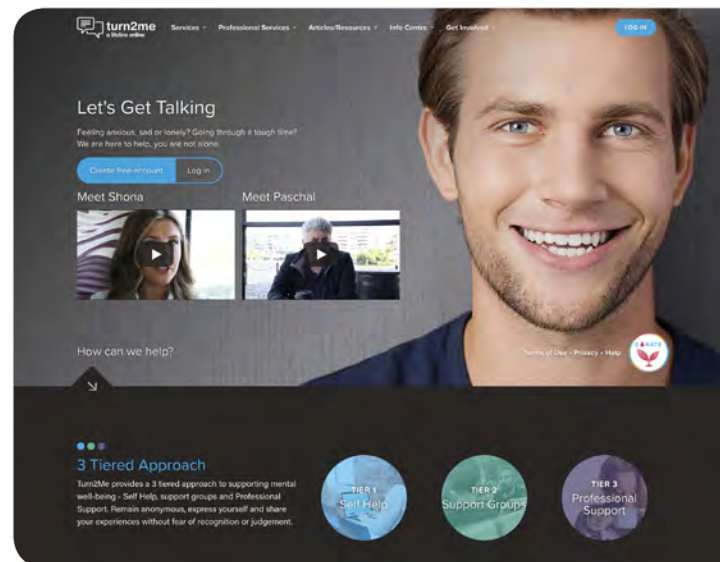 turn2me
a lifeline online
Services Professional Services Articles/Resources Info Centre Get Involved
LOG IN
Let's Get Talking
Feeling anxious, sad or lonely? Going through a tough time?
We are here to help, you are not alone.
Create free account Log in
Meet Shona Meet Paschal
How can we help?
Terms of Use • Privacy • Help
DONATE
3 Tiered Approach
Turn2Me provides a 3 tiered approach to supporting mental
well-being - Self Help, support groups and Professional
Support. Remain anonymous, express yourself and share
your experiences without fear of recognition or judgement.
TIER 1
Self Help
TIER 2
Support Groups
TIER 3
Professional
Support